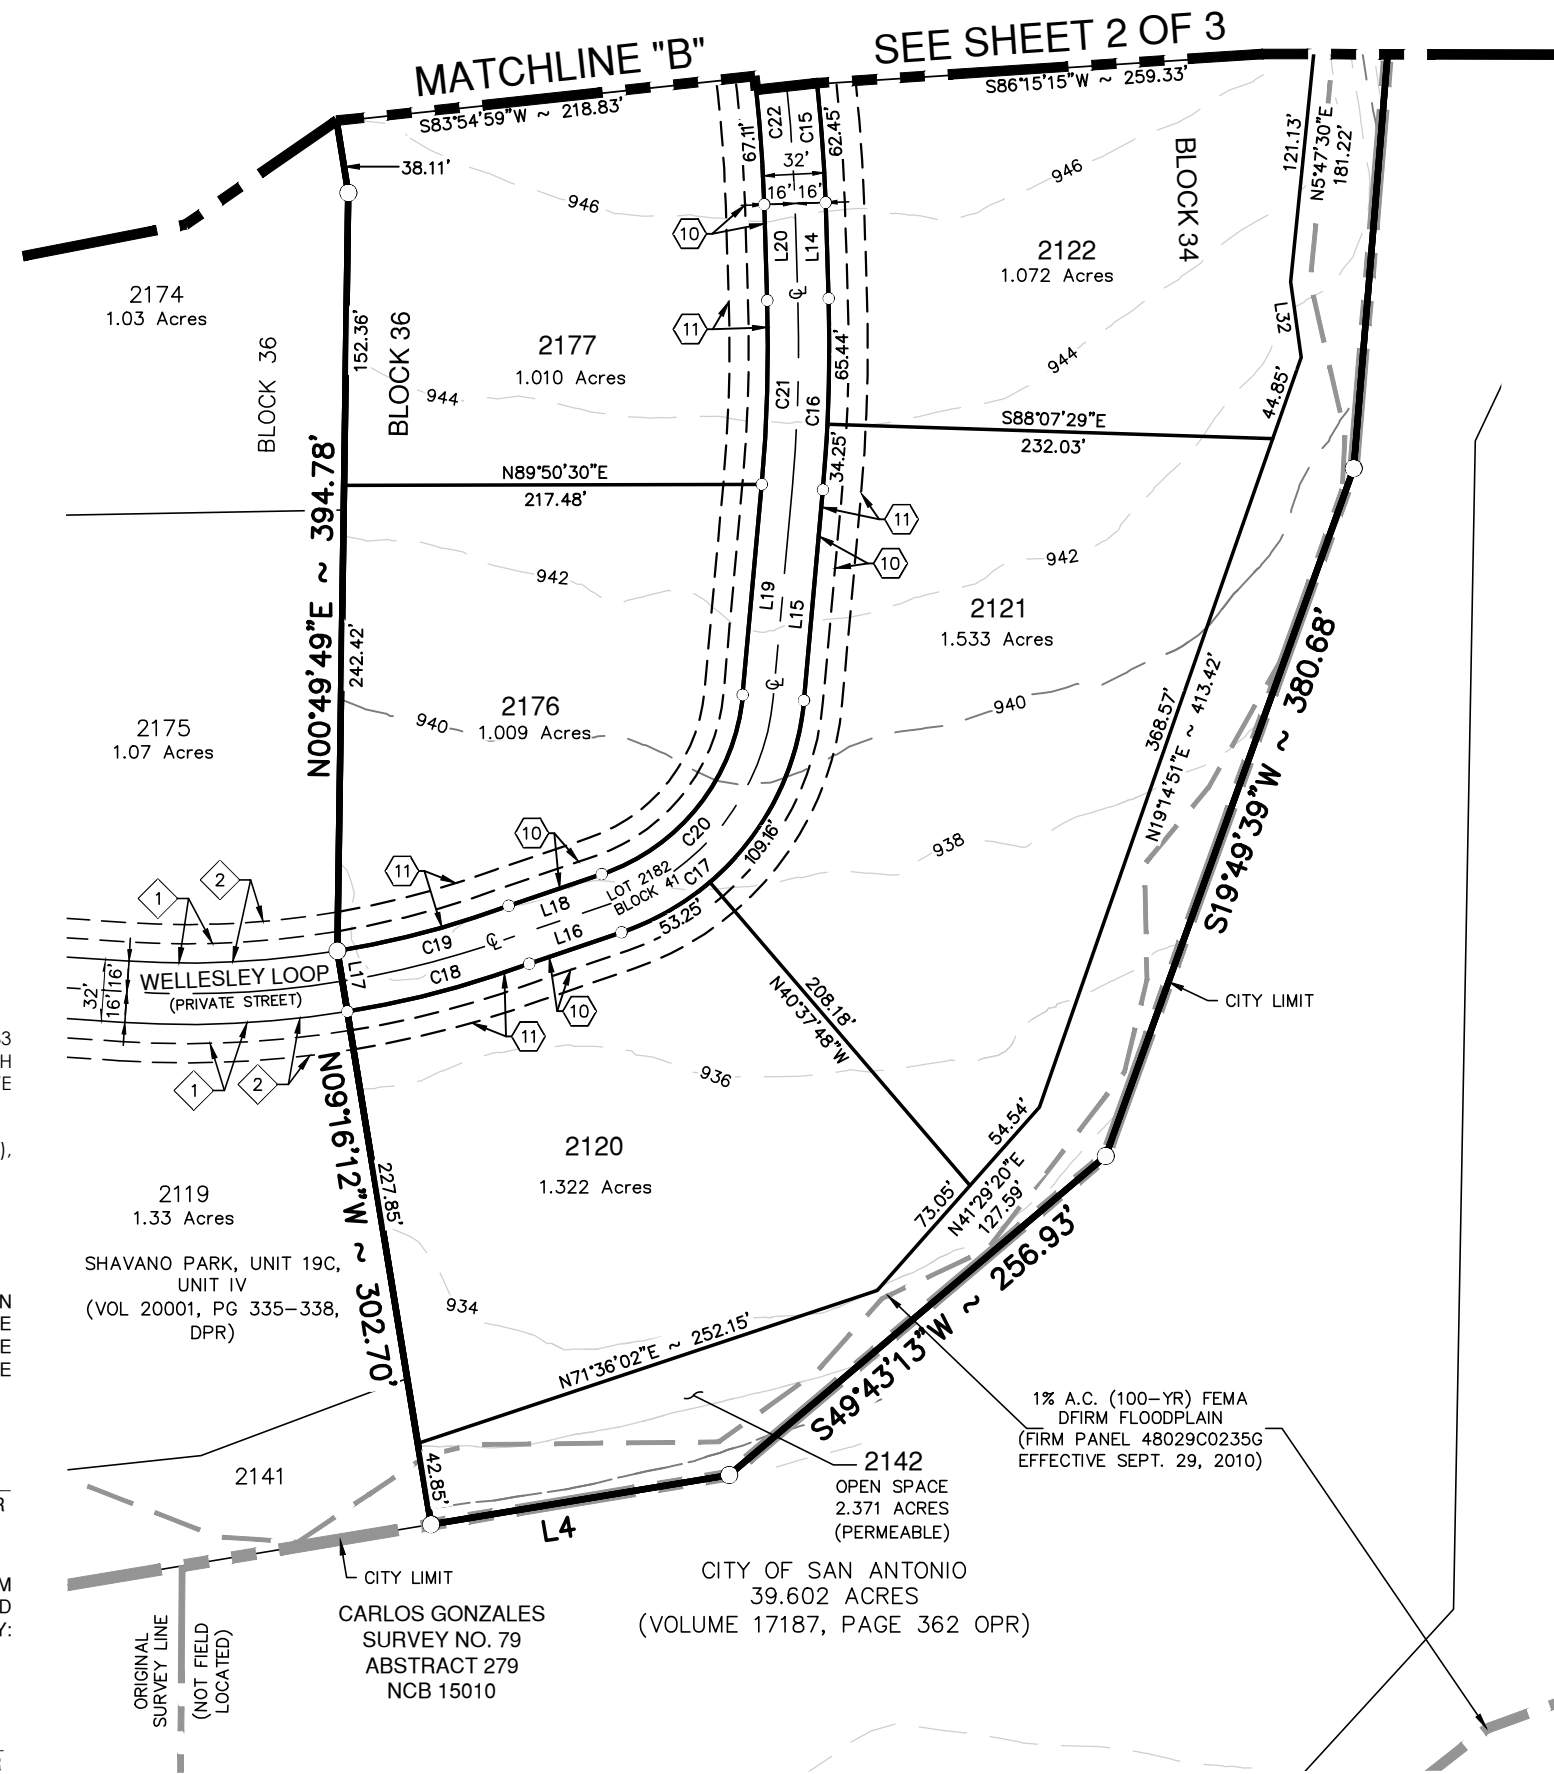 MATCHLINE "B"
SEE SHEET 2 OF 3
S83°54'59"W ~ 218.83'
S86°15'15"W ~ 259.33'
38.11'
67.11'
C22
C15
62.45'
32'
16' 16'
946
946
BLOCK 34
121.13'
N5°47'30"E
181.22'
10
L20
L14
2122
1.072 Acres
2174
1.03 Acres
BLOCK 36
152.36'
BLOCK 36
2177
1.010 Acres
11
℄
L32
65.44'
944
944
C21
C16
44.85'
S88°07'29"E
232.03'
N89°50'30"E
217.48'
34.25'
11
10
N00°49'49"E ~ 394.78'
242.42'
942
942
L19
L15
2121
1.533 Acres
2176
1.009 Acres
940
940
℄
2175
1.07 Acres
368.57'
N19°14'51"E ~ 413.42'
S19°49'39"W ~ 380.68'
938
10
11
C20
109.16'
LOT 2182
BLOCK 41
C17
1
2
L18
L16
53.25'
C19
℄
C18
L17
WELLESLEY LOOP
(PRIVATE STREET)
32'
16' 16'
208.18'
N40°37'48"W
CITY LIMIT
10
11
1
2
936
53
H
E
),
N
E
E
E
R
M
D
Y:
N09°16'12"W ~ 302.70'
227.85'
2120
1.322 Acres
54.54'
73.05'
N41°29'20"E
127.59'
2119
1.33 Acres
SHAVANO PARK, UNIT 19C,
UNIT IV
(VOL 20001, PG 335-338,
DPR)
934
S49°43'13"W ~ 256.93'
N71°36'02"E ~ 252.15'
1% A.C. (100-YR) FEMA
DFIRM FLOODPLAIN
(FIRM PANEL 48029C0235G
EFFECTIVE SEPT. 29, 2010)
42.85'
2141
2142
OPEN SPACE
2.371 ACRES
(PERMEABLE)
L4
CITY LIMIT
CITY OF SAN ANTONIO
39.602 ACRES
(VOLUME 17187, PAGE 362 OPR)
CARLOS GONZALES
SURVEY NO. 79
ABSTRACT 279
NCB 15010
ORIGINAL
SURVEY LINE
(NOT FIELD
LOCATED)